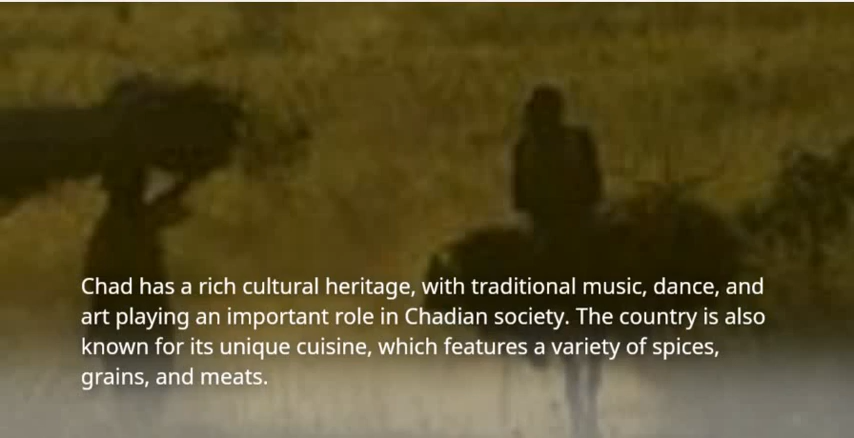 Chad has a rich cultural heritage, with traditional music, dance, and
art playing an important role in Chadian society. The country is also
known for its unique cuisine, which features a variety of spices,
grains, and meats.